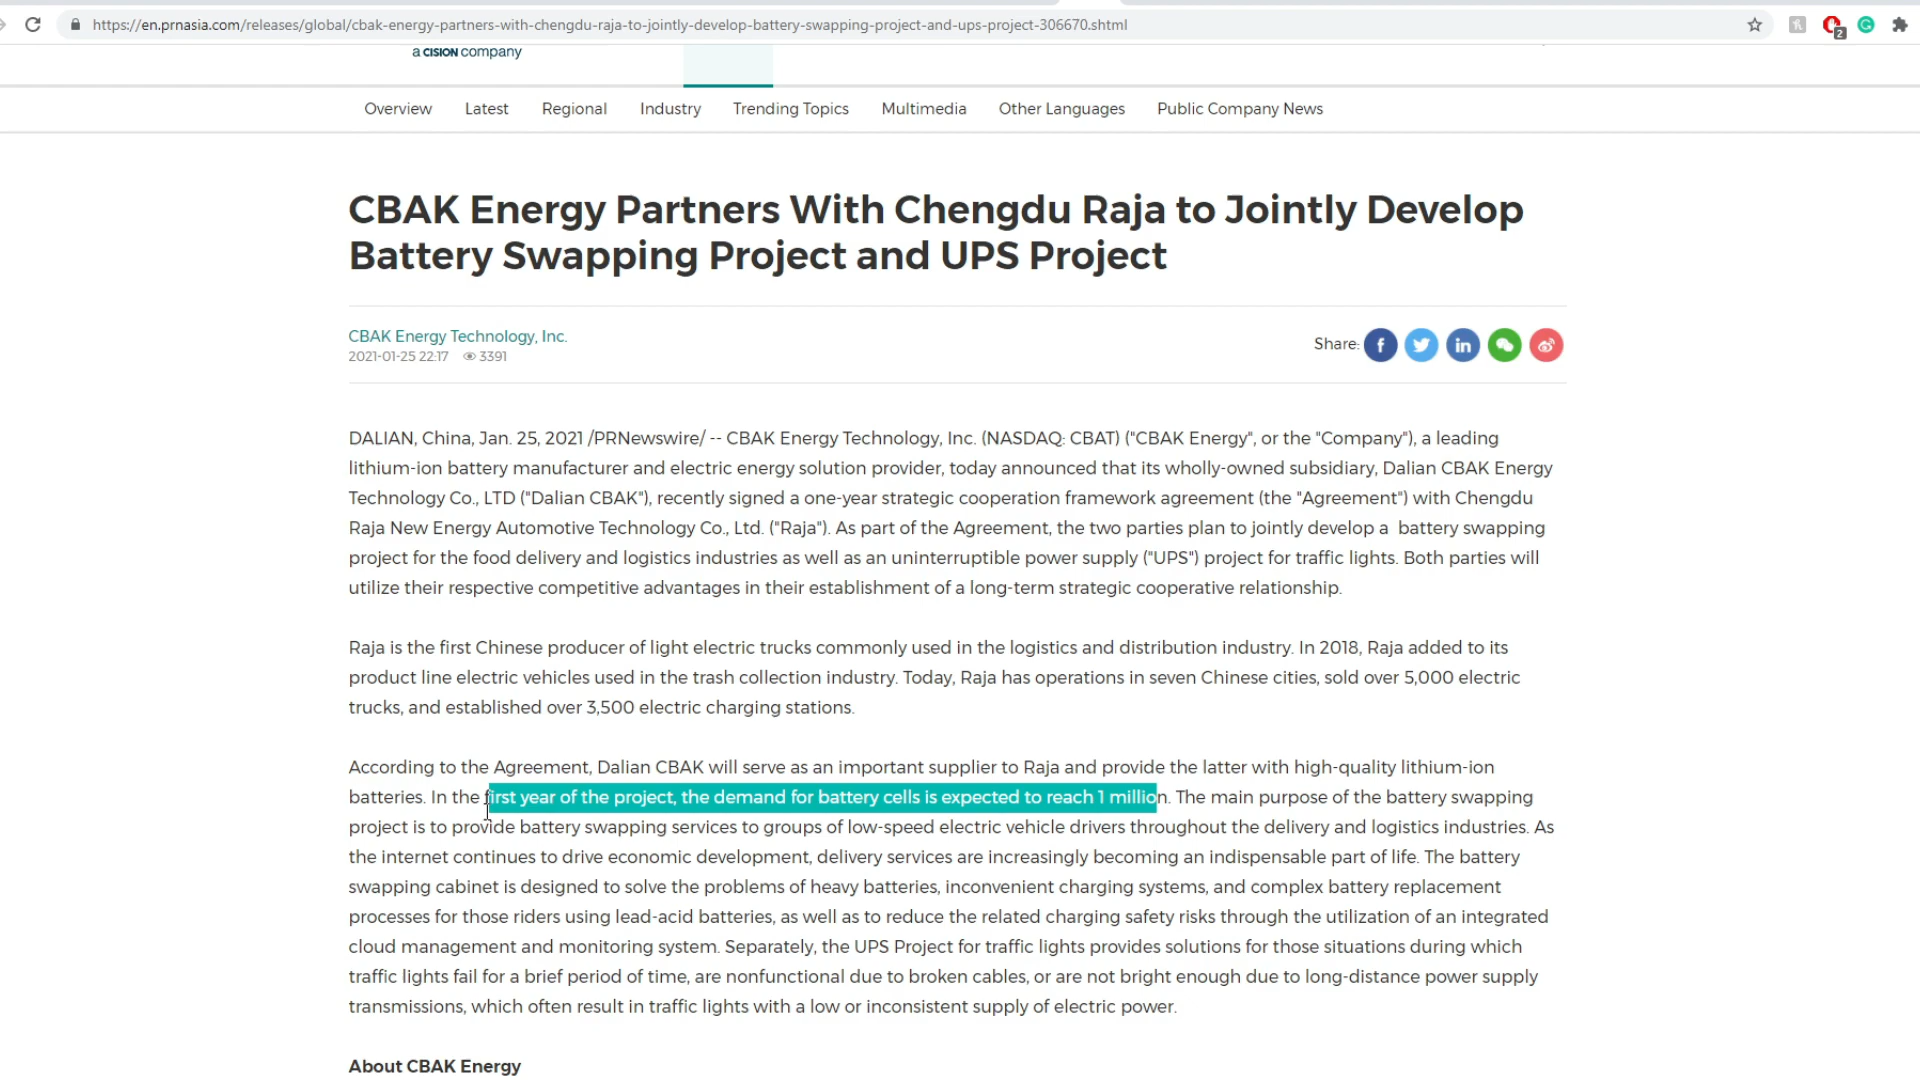 https://en.prnasia.com/releases/global/cbak-energy-partners-with-chengdu-raja-to-jointly-develop-battery-swapping-project-and-ups-project-306670.shtml
2
a CISION company
Overview Latest Regional Industry Trending Topics Multimedia Other Languages Public Company News
CBAK Energy Partners With Chengdu Raja to Jointly Develop
Battery Swapping Project and UPS Project
CBAK Energy Technology, Inc.
2021-01-25 22:17 3391
Share:
DALIAN, China, Jan. 25, 2021 /PRNewswire/ -- CBAK Energy Technology, Inc. (NASDAQ: CBAT) ("CBAK Energy", or the "Company"), a leading
lithium-ion battery manufacturer and electric energy solution provider, today announced that its wholly-owned subsidiary, Dalian CBAK Energy
Technology Co., LTD ("Dalian CBAK"), recently signed a one-year strategic cooperation framework agreement (the "Agreement") with Chengdu
Raja New Energy Automotive Technology Co., Ltd. ("Raja"). As part of the Agreement, the two parties plan to jointly develop a battery swapping
project for the food delivery and logistics industries as well as an uninterruptible power supply ("UPS") project for traffic lights. Both parties will
utilize their respective competitive advantages in their establishment of a long-term strategic cooperative relationship.
Raja is the first Chinese producer of light electric trucks commonly used in the logistics and distribution industry. In 2018, Raja added to its
product line electric vehicles used in the trash collection industry. Today, Raja has operations in seven Chinese cities, sold over 5,000 electric
trucks, and established over 3,500 electric charging stations.
According to the Agreement, Dalian CBAK will serve as an important supplier to Raja and provide the latter with high-quality lithium-ion
batteries. In the first year of the project, the demand for battery cells is expected to reach 1 million. The main purpose of the battery swapping
project is to provide battery swapping services to groups of low-speed electric vehicle drivers throughout the delivery and logistics industries. As
the internet continues to drive economic development, delivery services are increasingly becoming an indispensable part of life. The battery
swapping cabinet is designed to solve the problems of heavy batteries, inconvenient charging systems, and complex battery replacement
processes for those riders using lead-acid batteries, as well as to reduce the related charging safety risks through the utilization of an integrated
cloud management and monitoring system. Separately, the UPS Project for traffic lights provides solutions for those situations during which
traffic lights fail for a brief period of time, are nonfunctional due to broken cables, or are not bright enough due to long-distance power supply
transmissions, which often result in traffic lights with a low or inconsistent supply of electric power.
About CBAK Energy